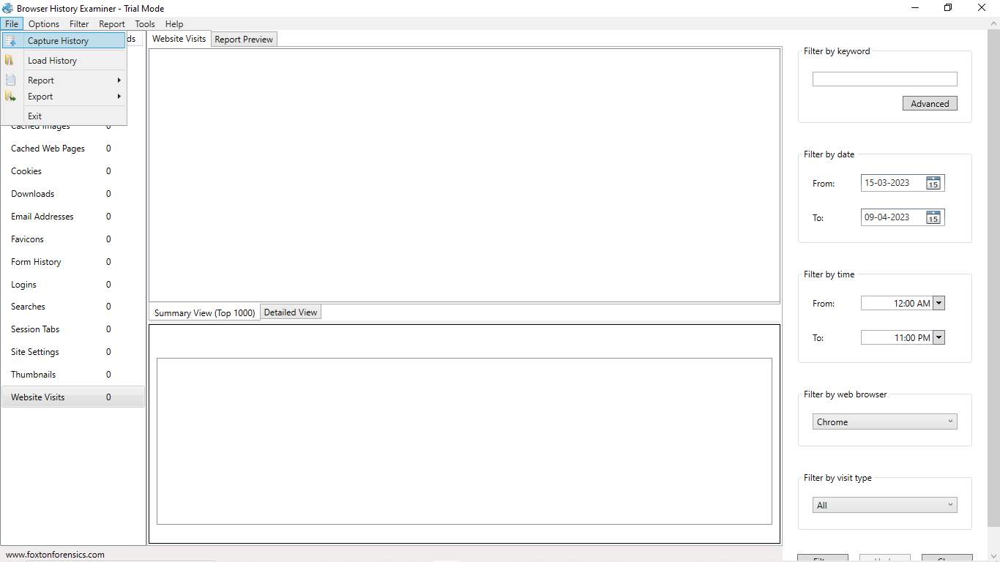 Browser History Examiner - Trial Mode
File Options Filter Report Tools Help
Capture History
Load History
Report
Export
Exit
ds
Cached Images 0
Cached Web Pages 0
Cookies 0
Downloads 0
Email Addresses 0
Favicons 0
Form History 0
Logins 0
Searches 0
Session Tabs 0
Site Settings 0
Thumbnails 0
Website Visits 0
Website Visits Report Preview
Summary View (Top 1000) Detailed View
Filter by keyword
Advanced
Filter by date
From: 15-03-2023 15
To: 09-04-2023 15
Filter by time
From: 12:00 AM
To: 11:00 PM
Filter by web browser
Chrome
Filter by visit type
All
www.foxtonforensics.com